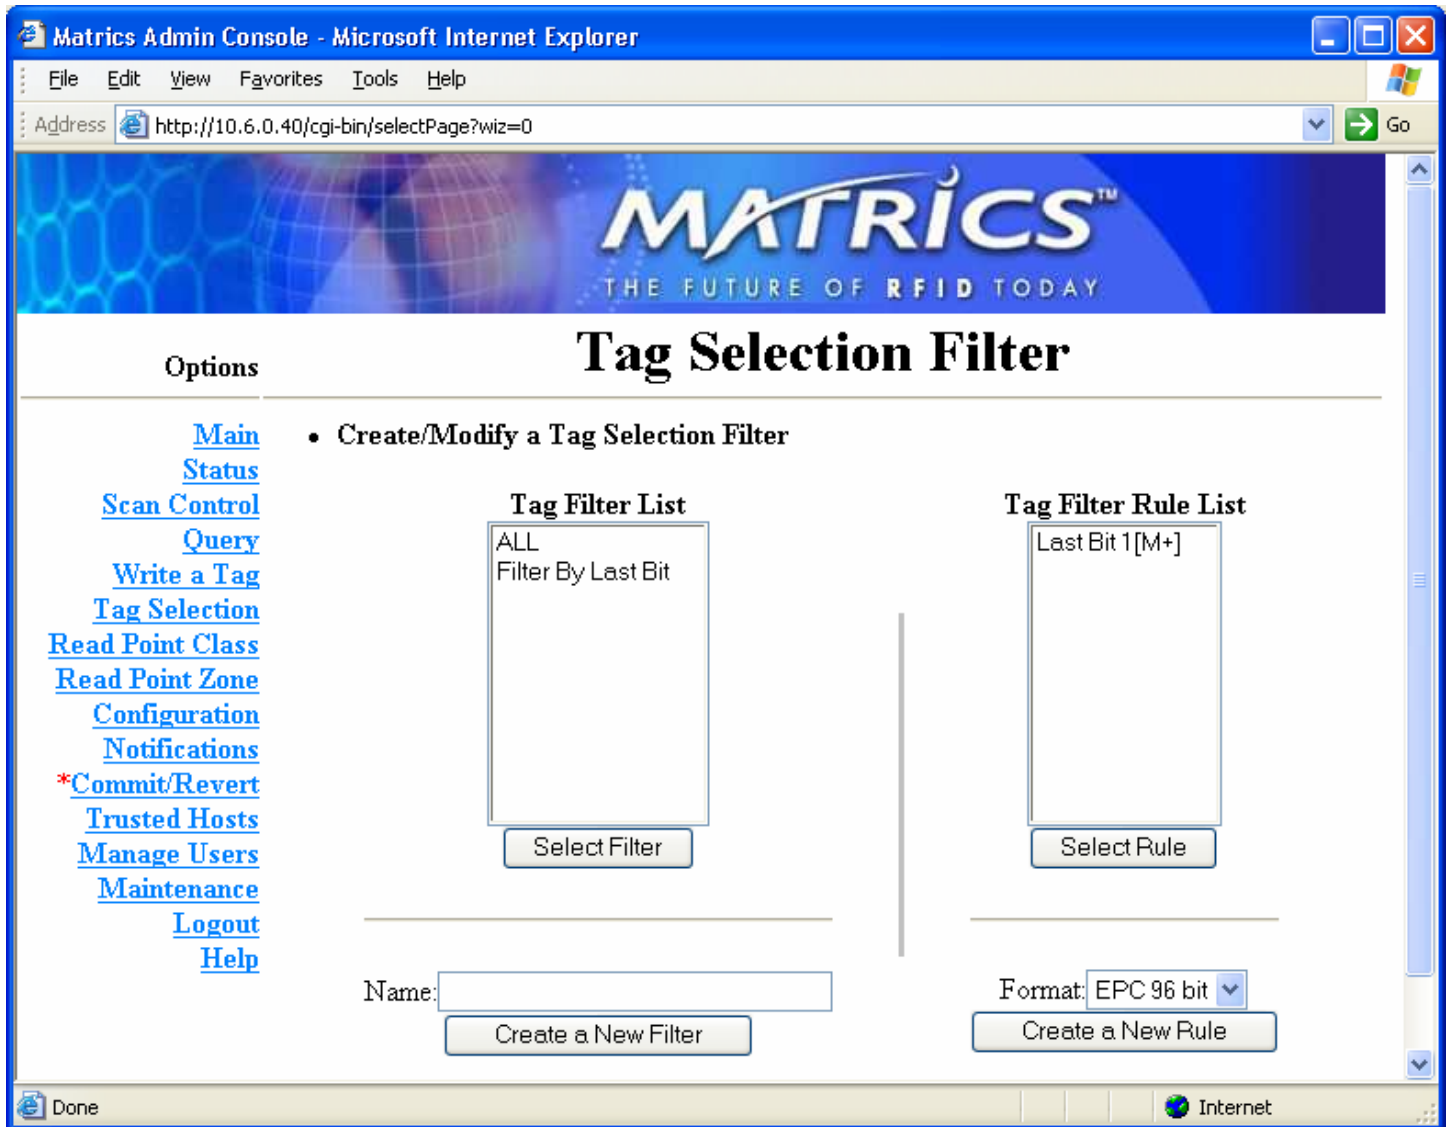 Matrics Admin Console - Microsoft Internet Explorer
File Edit View Favorites Tools Help
Address http://10.6.0.40/cgi-bin/selectPage?wiz=0 Go
MATRICS™
THE FUTURE OF RFID TODAY
Options
Tag Selection Filter
Main
Status
Scan Control
Query
Write a Tag
Tag Selection
Read Point Class
Read Point Zone
Configuration
Notifications
*Commit/Revert
Trusted Hosts
Manage Users
Maintenance
Logout
Help
• Create/Modify a Tag Selection Filter
Tag Filter List
ALL
Filter By Last Bit
Select Filter
Name:
Create a New Filter
Tag Filter Rule List
Last Bit 1[M+]
Select Rule
Format: EPC 96 bit
Create a New Rule
Done Internet